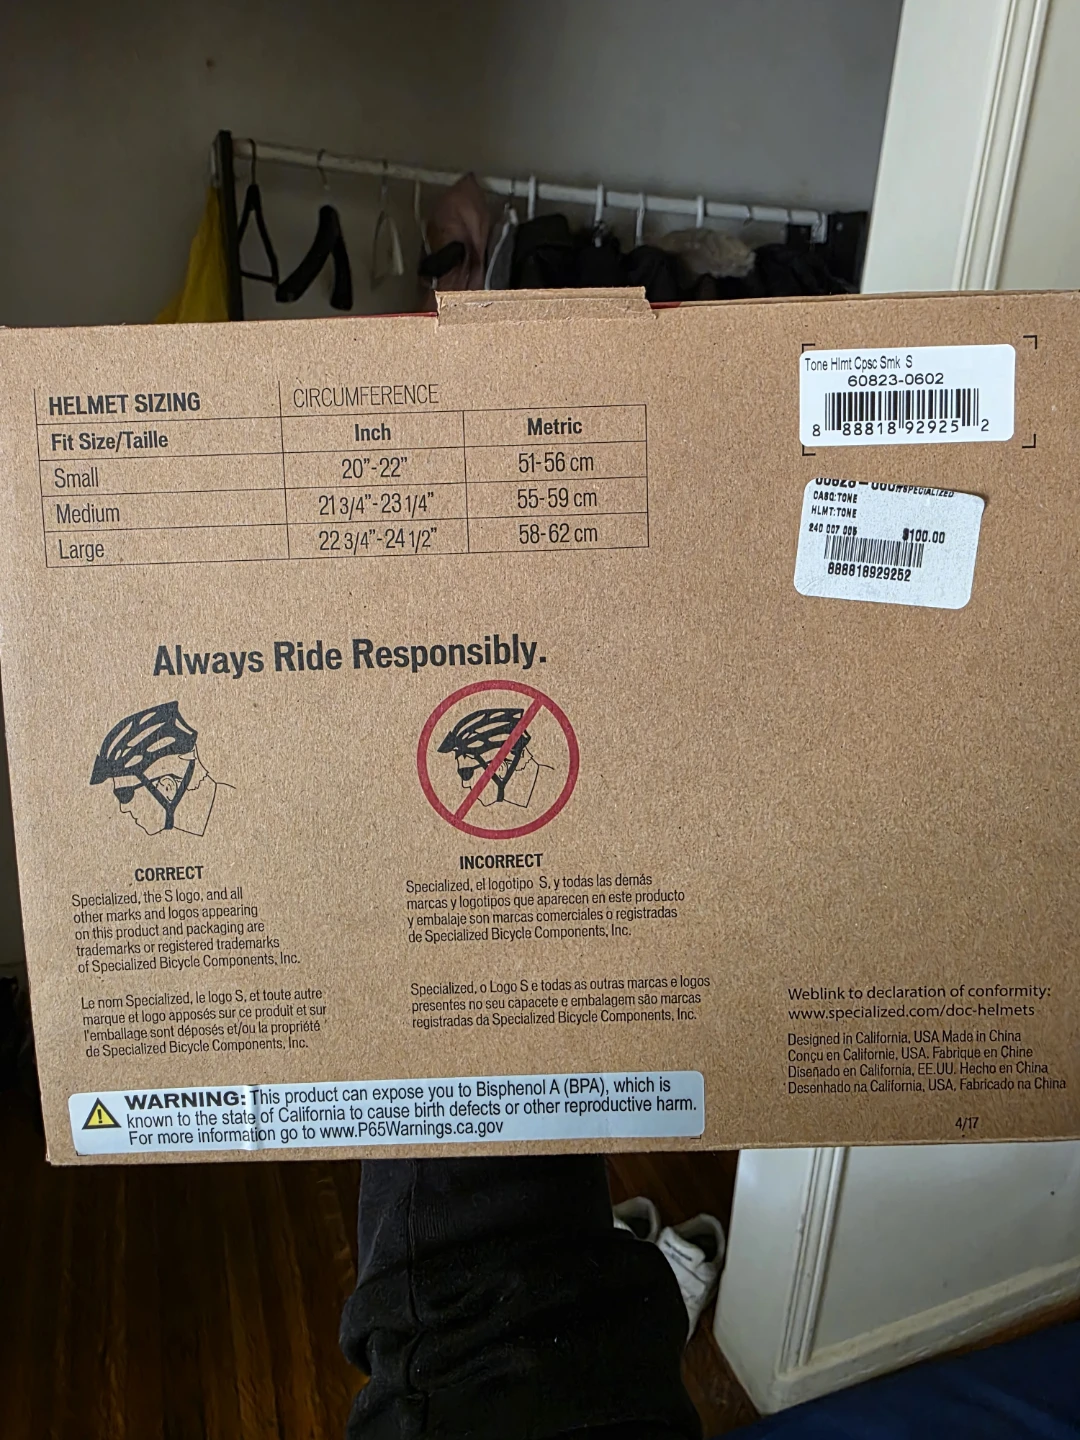 HELMET SIZING CIRCUMFERENCE
Fit Size/Taille Inch Metric
Small 20"-22" 51-56 cm
Medium 21 3/4"-23 1/4" 55-59 cm
Large 22 3/4"-24 1/2" 58-62 cm
Tone Hlmt Cpsc Smk S
60823-0602
8 88818 92925 2
SPECIALIZED
CASQ:TONE
HLMT:TONE
240 007 005 $100.00
888818929252
Always Ride Responsibly.
CORRECT
Specialized, the S logo, and all
other marks and logos appearing
on this product and packaging are
trademarks or registered trademarks
of Specialized Bicycle Components, Inc.
Le nom Specialized, le logo S, et toute autre
marque et logo apposés sur ce produit et sur
l'emballage sont déposés et/ou la propriété
de Specialized Bicycle Components, Inc.
INCORRECT
Specialized, el logotipo S, y todas las demás
marcas y logotipos que aparecen en este producto
y embalaje son marcas comerciales o registradas
de Specialized Bicycle Components, Inc.
Specialized, o Logo S e todas as outras marcas e logos
presentes no seu capacete e embalagem são marcas
registradas da Specialized Bicycle Components, Inc.
Weblink to declaration of conformity:
www.specialized.com/doc-helmets
Designed in California, USA Made in China
Conçu en Californie, USA. Fabrique en Chine
Diseñado en California, EE.UU. Hecho en China
Desenhado na California, USA, Fabricado na China
4/17
WARNING: This product can expose you to Bisphenol A (BPA), which is
known to the state of California to cause birth defects or other reproductive harm.
For more information go to www.P65Warnings.ca.gov